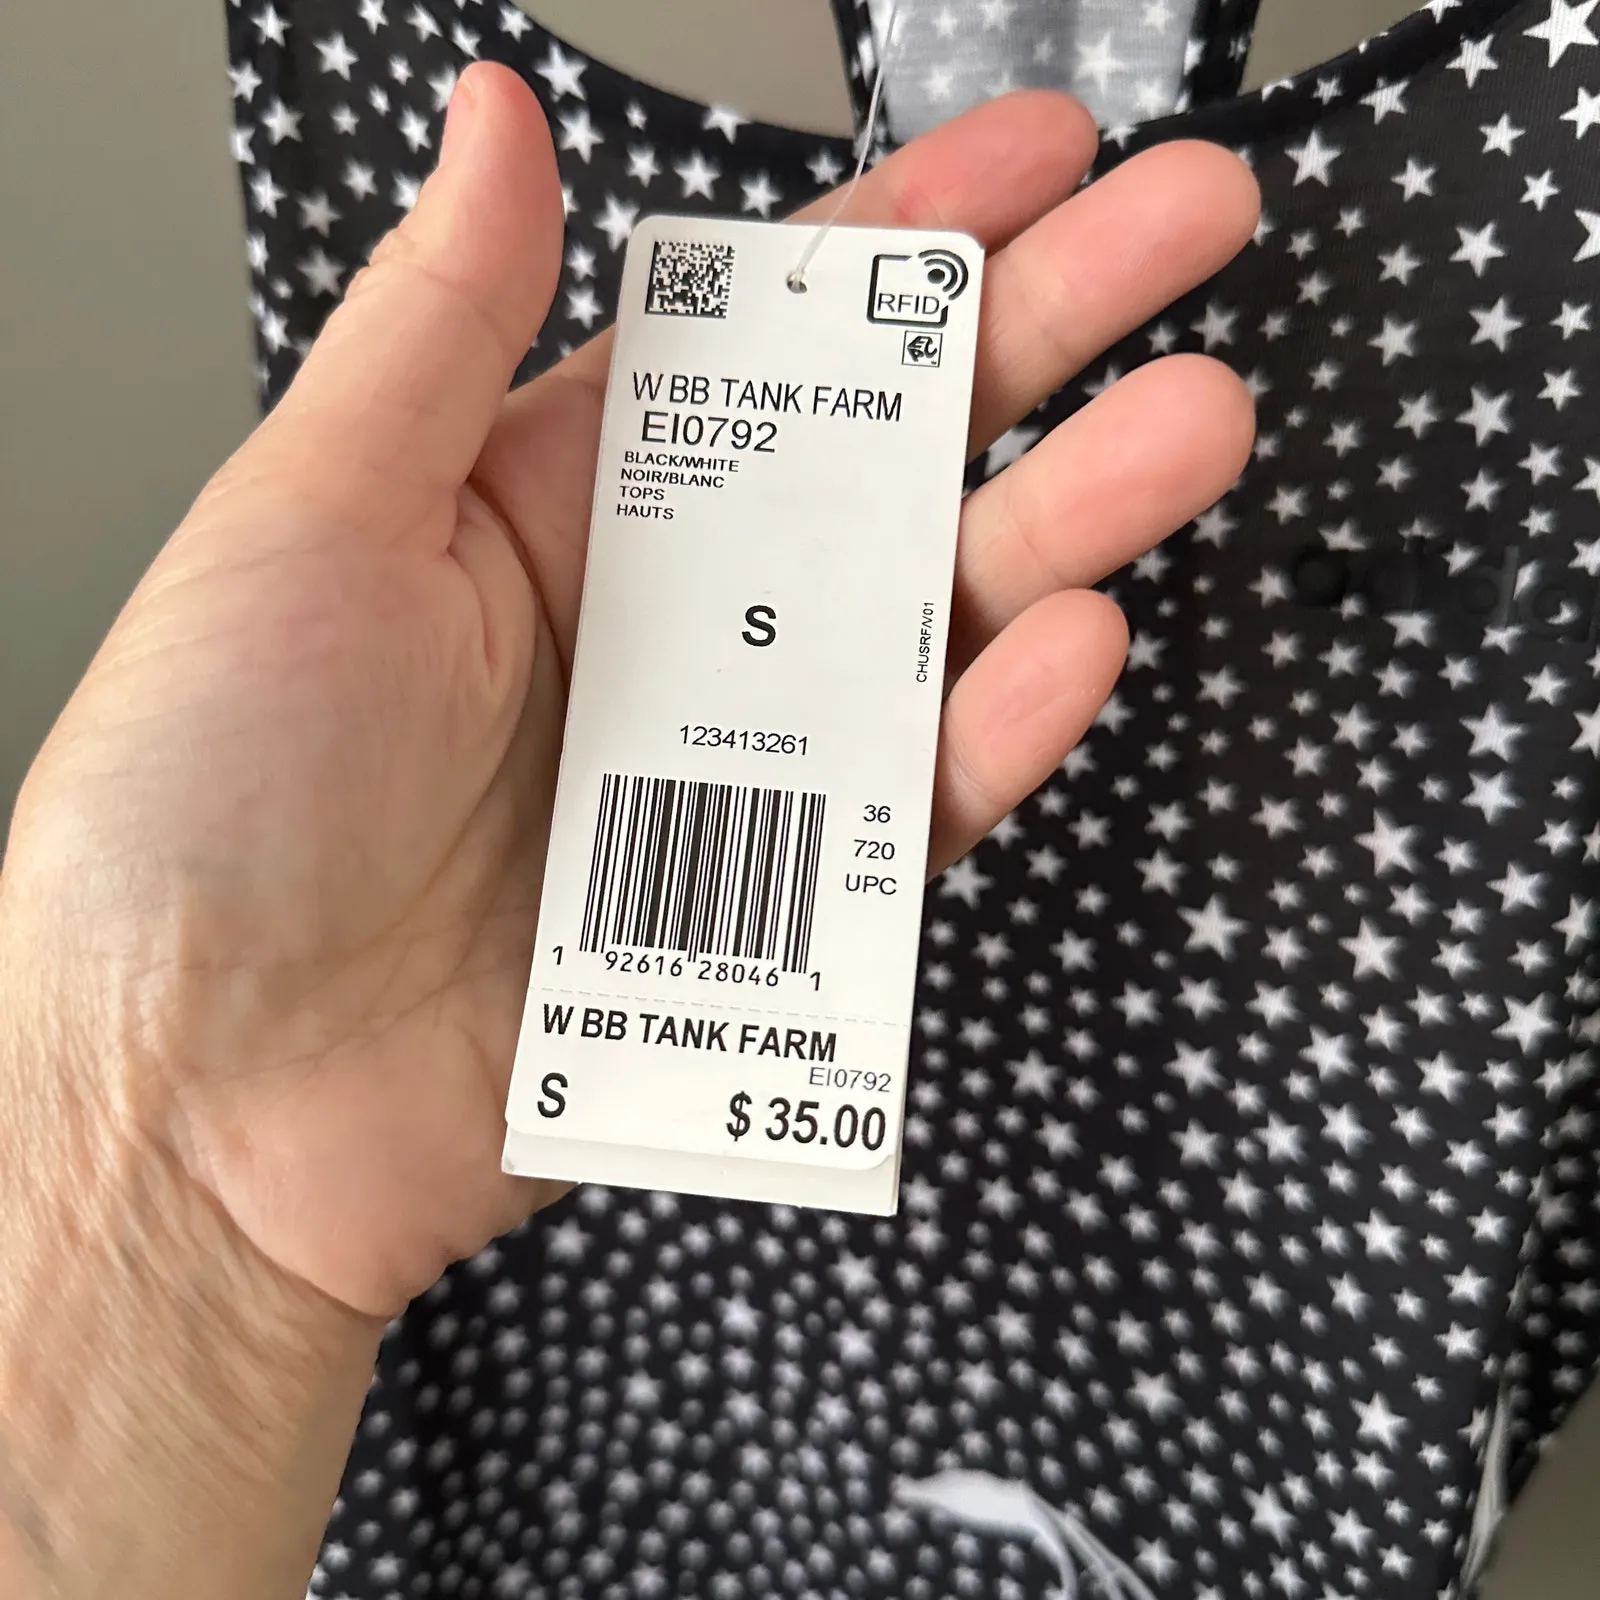 RFID
W BB TANK FARM
EI0792
BLACK/WHITE
NOIR/BLANC
TOPS
HAUTS
S
CHUSRF/V01
123413261
36
720
UPC
1 92616 28046 1
W BB TANK FARM
EI0792
S $ 35.00